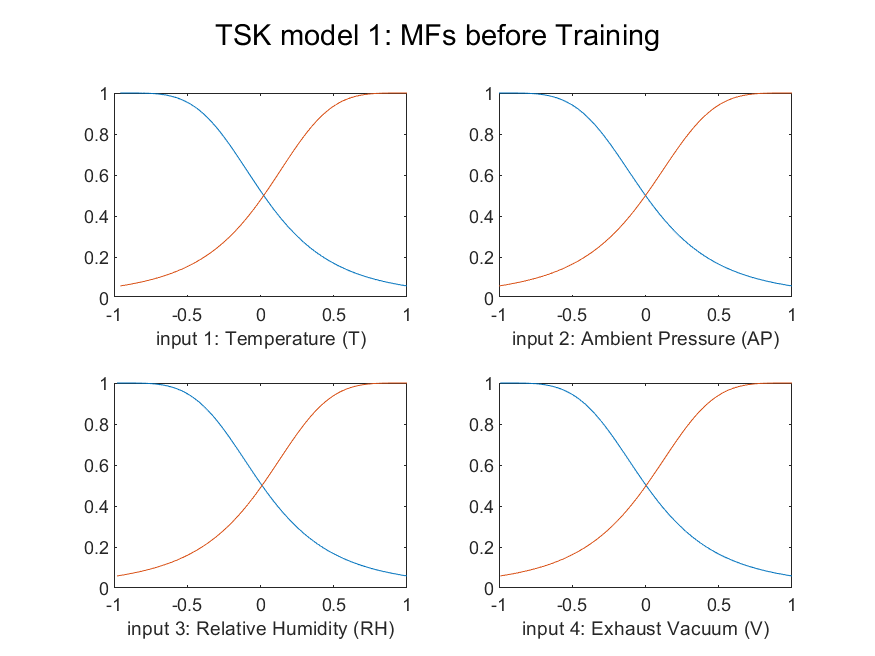 TSK model 1: MFs before Training
1
0.8
0.6
0.4
0.2
0
-1 -0.5 0 0.5 1
input 1: Temperature (T)
1
0.8
0.6
0.4
0.2
0
-1 -0.5 0 0.5 1
input 2: Ambient Pressure (AP)
1
0.8
0.6
0.4
0.2
0
-1 -0.5 0 0.5 1
input 3: Relative Humidity (RH)
1
0.8
0.6
0.4
0.2
0
-1 -0.5 0 0.5 1
input 4: Exhaust Vacuum (V)